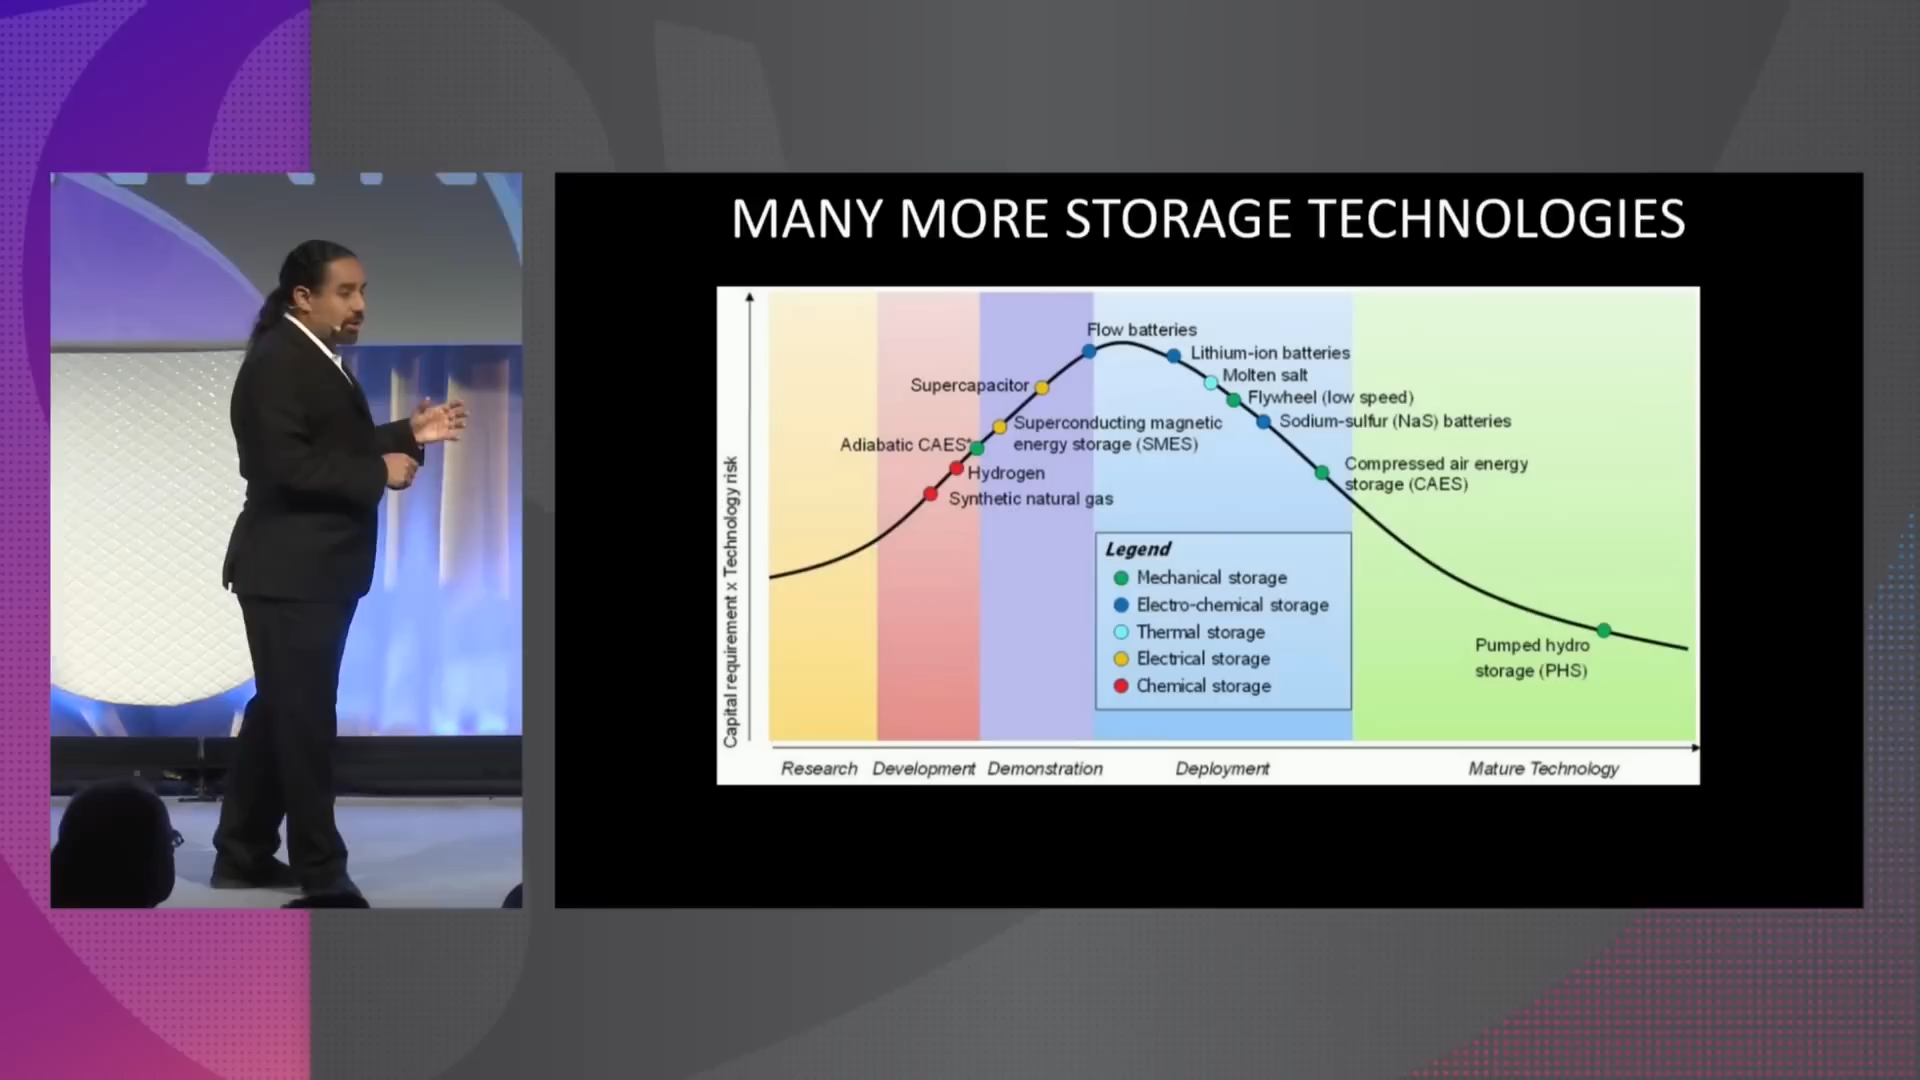 MANY MORE STORAGE TECHNOLOGIES
Capital requirement x Technology risk
Flow batteries
Lithium-ion batteries
Molten salt
Supercapacitor
Flywheel (low speed)
Sodium-sulfur (NaS) batteries
Superconducting magnetic
energy storage (SMES)
Adiabatic CAES*
Hydrogen
Synthetic natural gas
Compressed air energy
storage (CAES)
Legend
Mechanical storage
Electro-chemical storage
Thermal storage
Electrical storage
Chemical storage
Pumped hydro
storage (PHS)
Research
Development
Demonstration
Deployment
Mature Technology